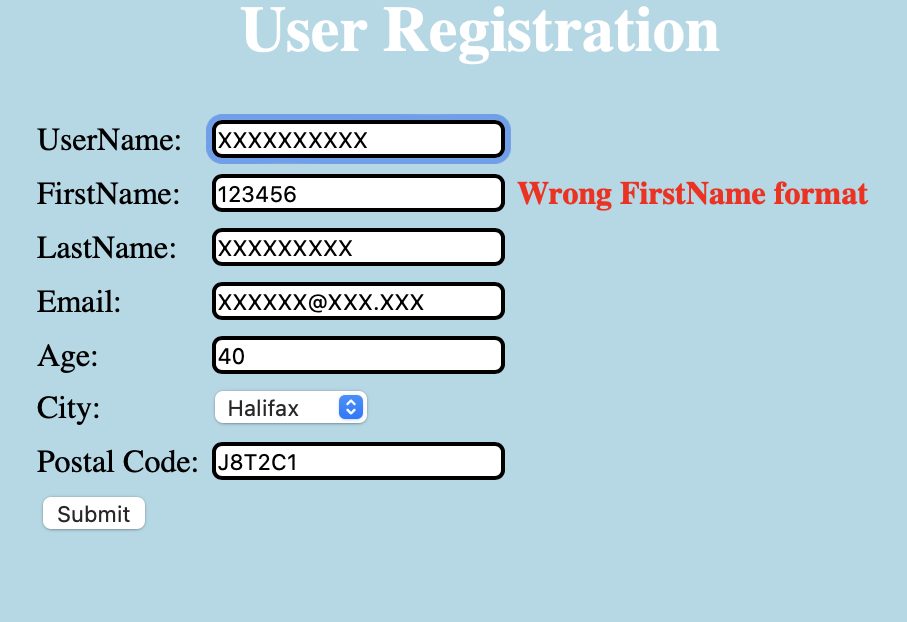 User Registration
UserName: XXXXXXXXXX
FirstName: 123456 Wrong FirstName format
LastName: XXXXXXXXX
Email: XXXXXX@XXX.XXX
Age: 40
City: Halifax
Postal Code: J8T2C1
Submit